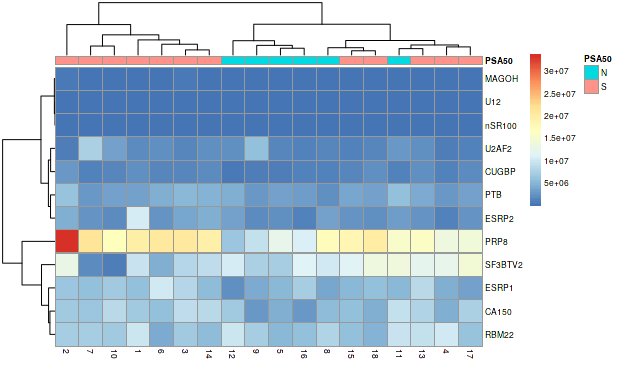 PSA50
MAGOH
U12
nSR100
U2AF2
CUGBP
PTB
ESRP2
PRP8
SF3BTV2
ESRP1
CA150
RBM22
2 7 10 1 6 3 14 12 9 5 16 8 15 18 11 13 4 17
3e+07
2.5e+07
2e+07
1.5e+07
1e+07
5e+06
PSA50
N
S